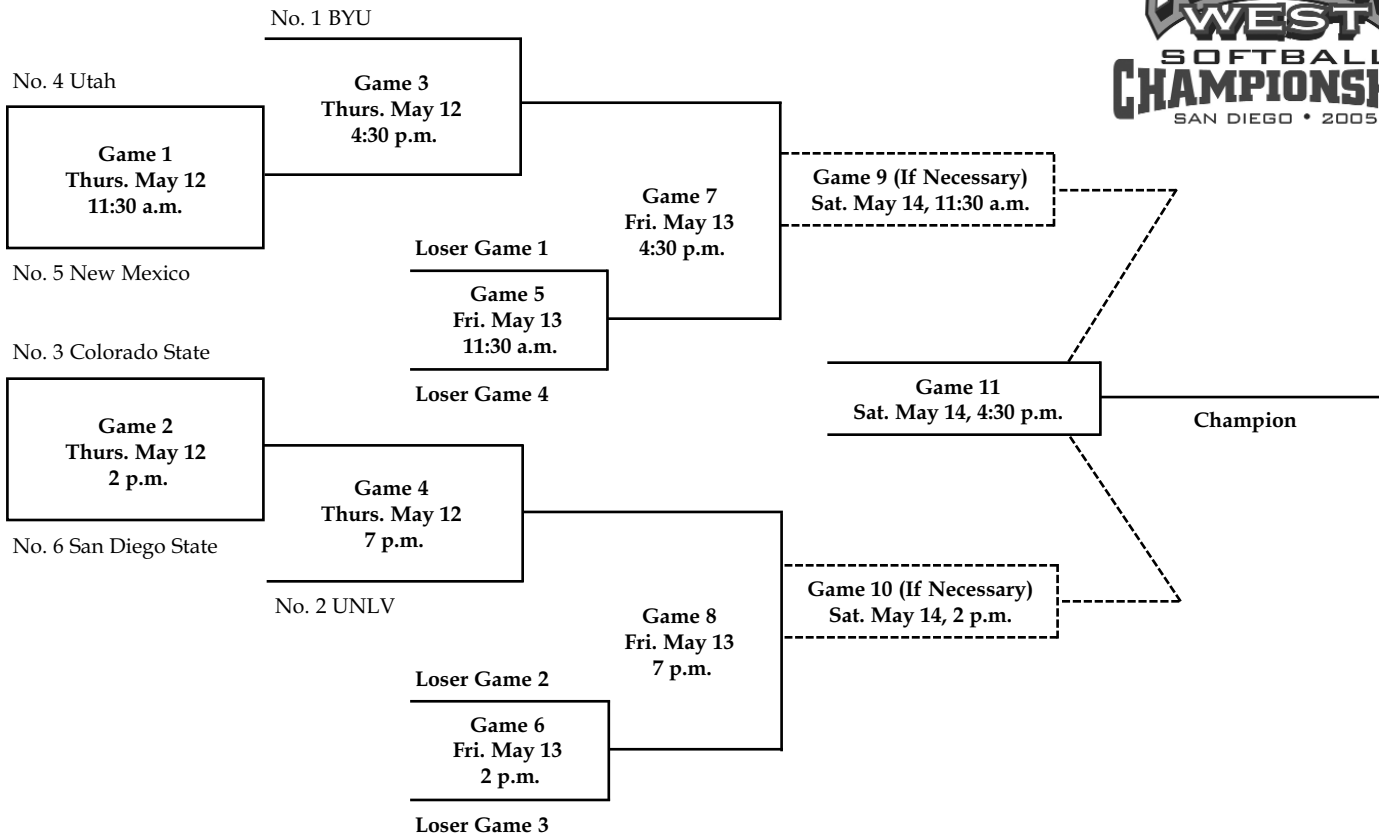 WEST
SOFTBALL
SAN DIEGO • 2005
No. 1 BYU
No. 4 Utah
Game 3
Thurs. May 12
4:30 p.m.
Game 1
Thurs. May 12
11:30 a.m.
No. 5 New Mexico
Game 7
Fri. May 13
4:30 p.m.
Game 9 (If Necessary)
Sat. May 14, 11:30 a.m.
Loser Game 1
Game 5
Fri. May 13
11:30 a.m.
Loser Game 4
No. 3 Colorado State
Game 2
Thurs. May 12
2 p.m.
No. 6 San Diego State
Game 4
Thurs. May 12
7 p.m.
No. 2 UNLV
Game 11
Sat. May 14, 4:30 p.m.
Champion
Game 8
Fri. May 13
7 p.m.
Game 10 (If Necessary)
Sat. May 14, 2 p.m.
Loser Game 2
Game 6
Fri. May 13
2 p.m.
Loser Game 3